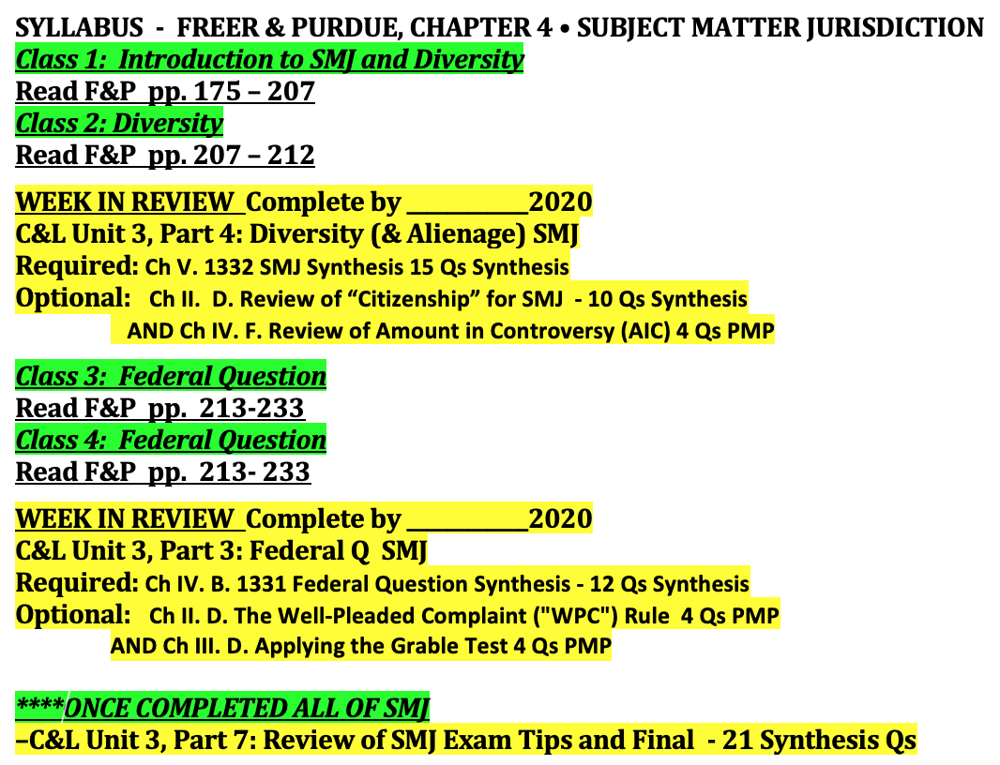 SYLLABUS - FREER & PURDUE, CHAPTER 4 • SUBJECT MATTER JURISDICTION
Class 1: Introduction to SMJ and Diversity
Read F&P pp. 175 – 207
Class 2: Diversity
Read F&P pp. 207 – 212
WEEK IN REVIEW Complete by __________2020
C&L Unit 3, Part 4: Diversity (& Alienage) SMJ
Required: Ch V. 1332 SMJ Synthesis 15 Qs Synthesis
Optional: Ch II. D. Review of “Citizenship” for SMJ - 10 Qs Synthesis
AND Ch IV. F. Review of Amount in Controversy (AIC) 4 Qs PMP
Class 3: Federal Question
Read F&P pp. 213-233
Class 4: Federal Question
Read F&P pp. 213- 233
WEEK IN REVIEW Complete by __________2020
C&L Unit 3, Part 3: Federal Q SMJ
Required: Ch IV. B. 1331 Federal Question Synthesis - 12 Qs Synthesis
Optional: Ch II. D. The Well-Pleaded Complaint ("WPC") Rule 4 Qs PMP
AND Ch III. D. Applying the Grable Test 4 Qs PMP
****ONCE COMPLETED ALL OF SMJ
–C&L Unit 3, Part 7: Review of SMJ Exam Tips and Final - 21 Synthesis Qs